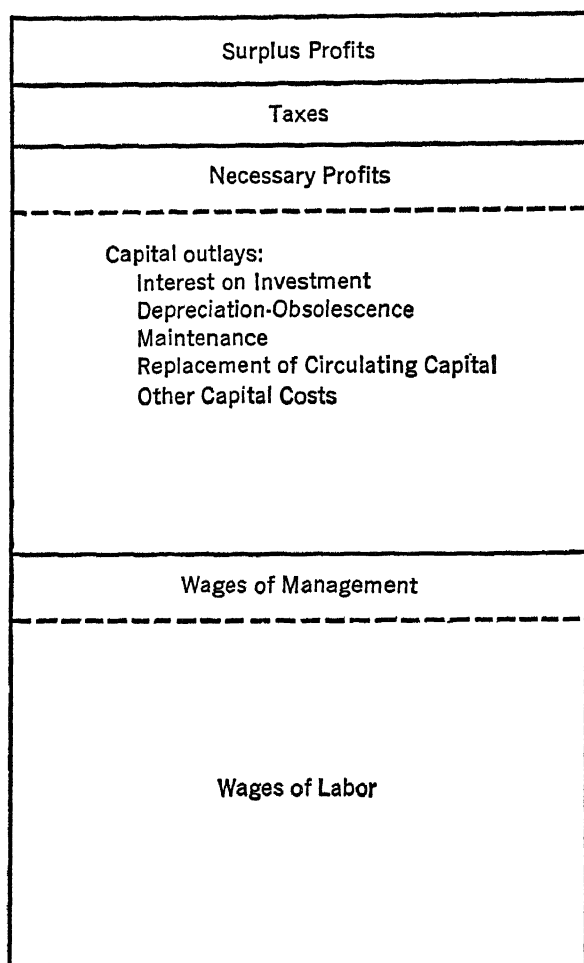 Surplus Profits
Taxes
Necessary Profits
Capital outlays:
Interest on Investment
Depreciation-Obsolescence
Maintenance
Replacement of Circulating Capital
Other Capital Costs
Wages of Management
Wages of Labor